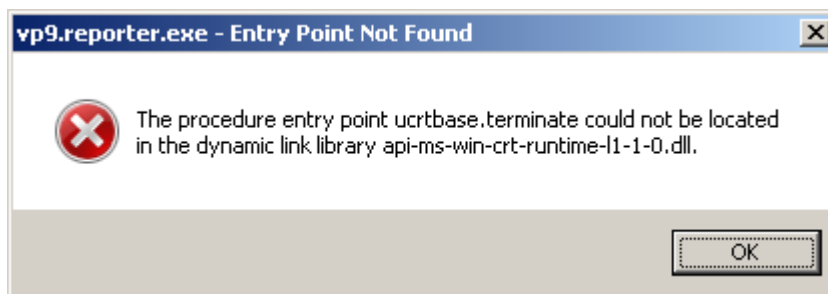 vp9.reporter.exe - Entry Point Not Found
The procedure entry point ucrtbase.terminate could not be located
in the dynamic link library api-ms-win-crt-runtime-l1-1-0.dll.
OK